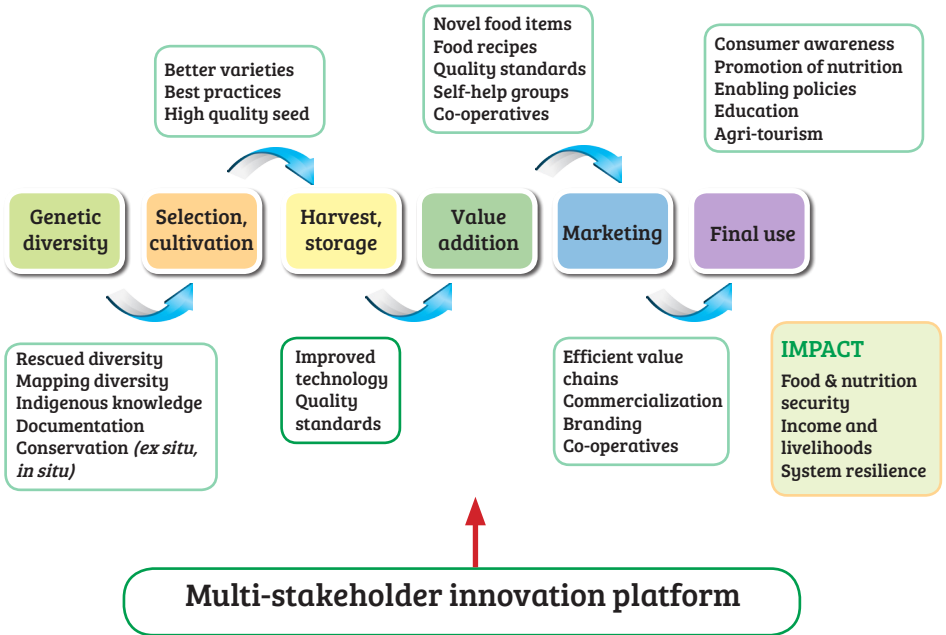 Better varieties
Best practices
High quality seed
Novel food items
Food recipes
Quality standards
Self-help groups
Co-operatives
Consumer awareness
Promotion of nutrition
Enabling policies
Education
Agri-tourism
Genetic
diversity
Selection,
cultivation
Harvest,
storage
Value
addition
Marketing
Final use
Rescued diversity
Mapping diversity
Indigenous knowledge
Documentation
Conservation (ex situ,
in situ)
Improved
technology
Quality
standards
Efficient value
chains
Commercialization
Branding
Co-operatives
IMPACT
Food & nutrition
security
Income and
livelihoods
System resilience
Multi-stakeholder innovation platform